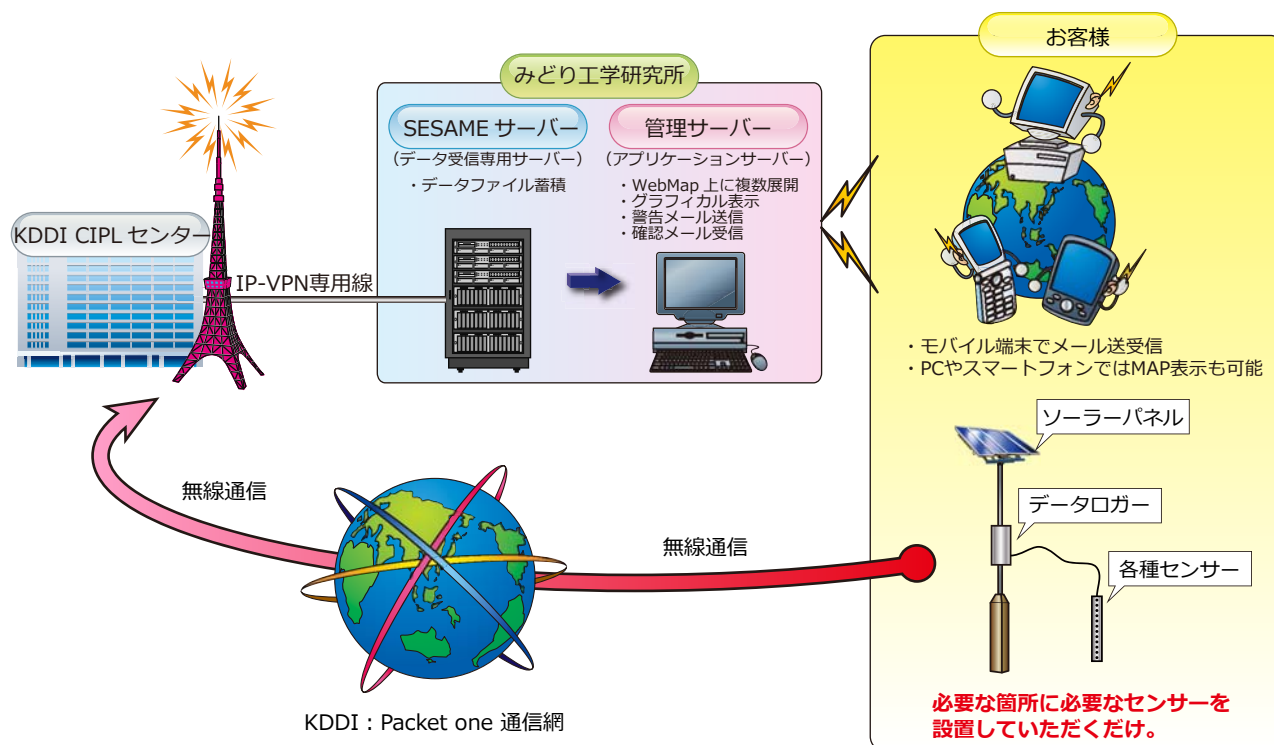 お客様
みどり工学研究所
SESAME サーバー
(データ受信専用サーバー)
・データファイル蓄積
管理サーバー
(アプリケーションサーバー)
・WebMap 上に複数展開
・グラフィカル表示
・警告メール送信
・確認メール受信
KDDI CIPL センター
IP-VPN専用線
・モバイル端末でメール送受信
・PCやスマートフォンではMAP表示も可能
ソーラーパネル
データロガー
各種センサー
無線通信
無線通信
KDDI : Packet one 通信網
必要な箇所に必要なセンサーを
設置していただくだけ。